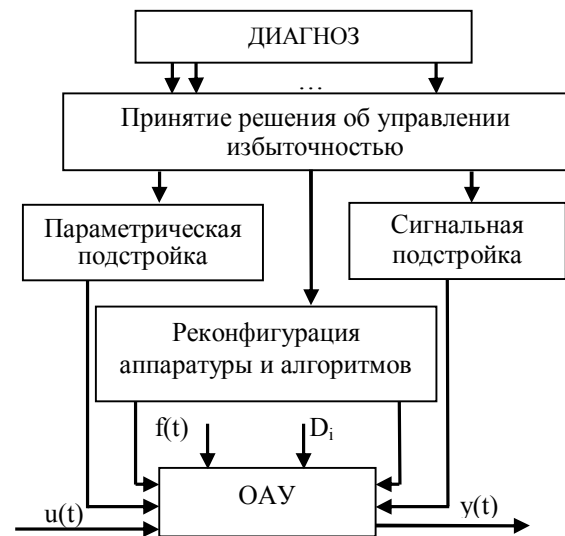 ДИАГНОЗ
...
Принятие решения об управлении
избыточностью
Параметрическая
подстройка
Сигнальная
подстройка
Реконфигурация
аппаратуры и алгоритмов
f(t)
Di
ОАУ
u(t)
y(t)